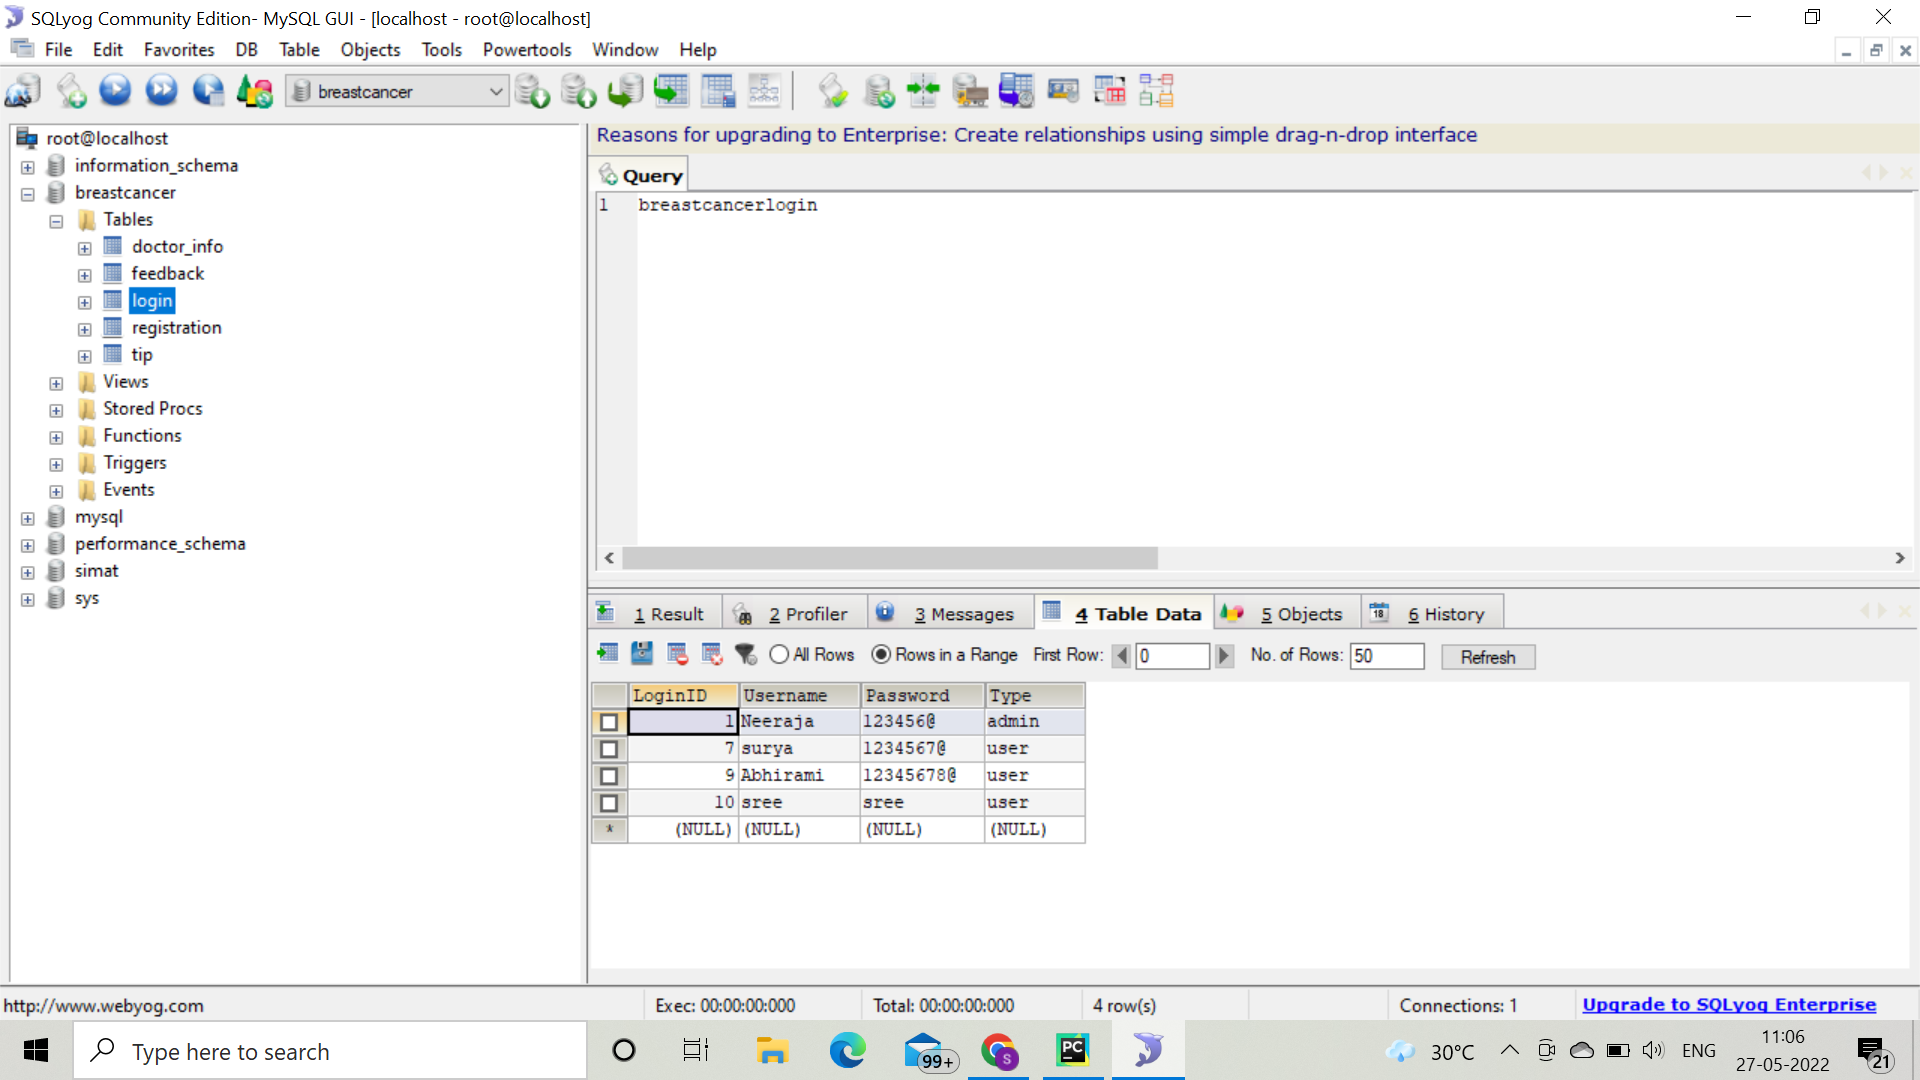 SQLyog Community Edition- MySQL GUI - [localhost - root@localhost]
File Edit Favorites DB Table Objects Tools Powertools Window Help
breastcancer
root@localhost
information_schema
breastcancer
Tables
doctor_info
feedback
login
registration
tip
Views
Stored Procs
Functions
Triggers
Events
mysql
performance_schema
simat
sys
Reasons for upgrading to Enterprise: Create relationships using simple drag-n-drop interface
Query
1 breastcancerlogin
1 Result 2 Profiler 3 Messages 4 Table Data 5 Objects 18 6 History
All Rows Rows in a Range First Row: 0 No. of Rows: 50 Refresh
LoginID Username Password Type
1 Neeraja 123456@ admin
7 surya 1234567@ user
9 Abhirami 12345678@ user
10 sree sree user
* (NULL) (NULL) (NULL) (NULL)
http://www.webyog.com Exec: 00:00:00:000 Total: 00:00:00:000 4 row(s) Connections: 1 Upgrade to SQLyog Enterprise
Type here to search 99+ S PC 30°C ENG 11:06 21
27-05-2022